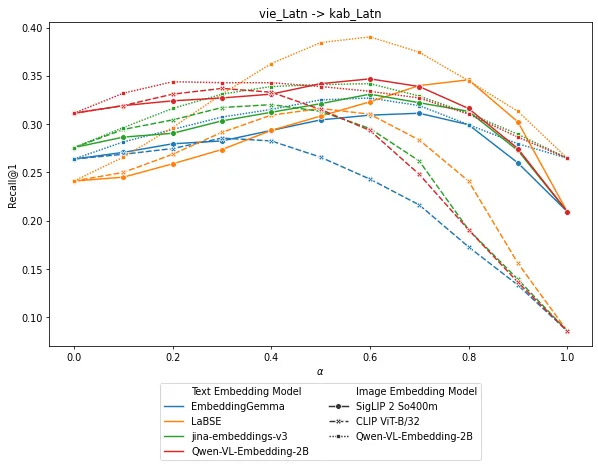 vie_Latn -> kab_Latn
0.40
0.35
0.30
0.25
0.20
0.15
0.10
Recall@1
0.0 0.2 0.4 0.6 0.8 1.0
α
Text Embedding Model
EmbeddingGemma
LaBSE
jina-embeddings-v3
Qwen-VL-Embedding-2B
Image Embedding Model
SigLIP 2 So400m
CLIP ViT-B/32
Qwen-VL-Embedding-2B